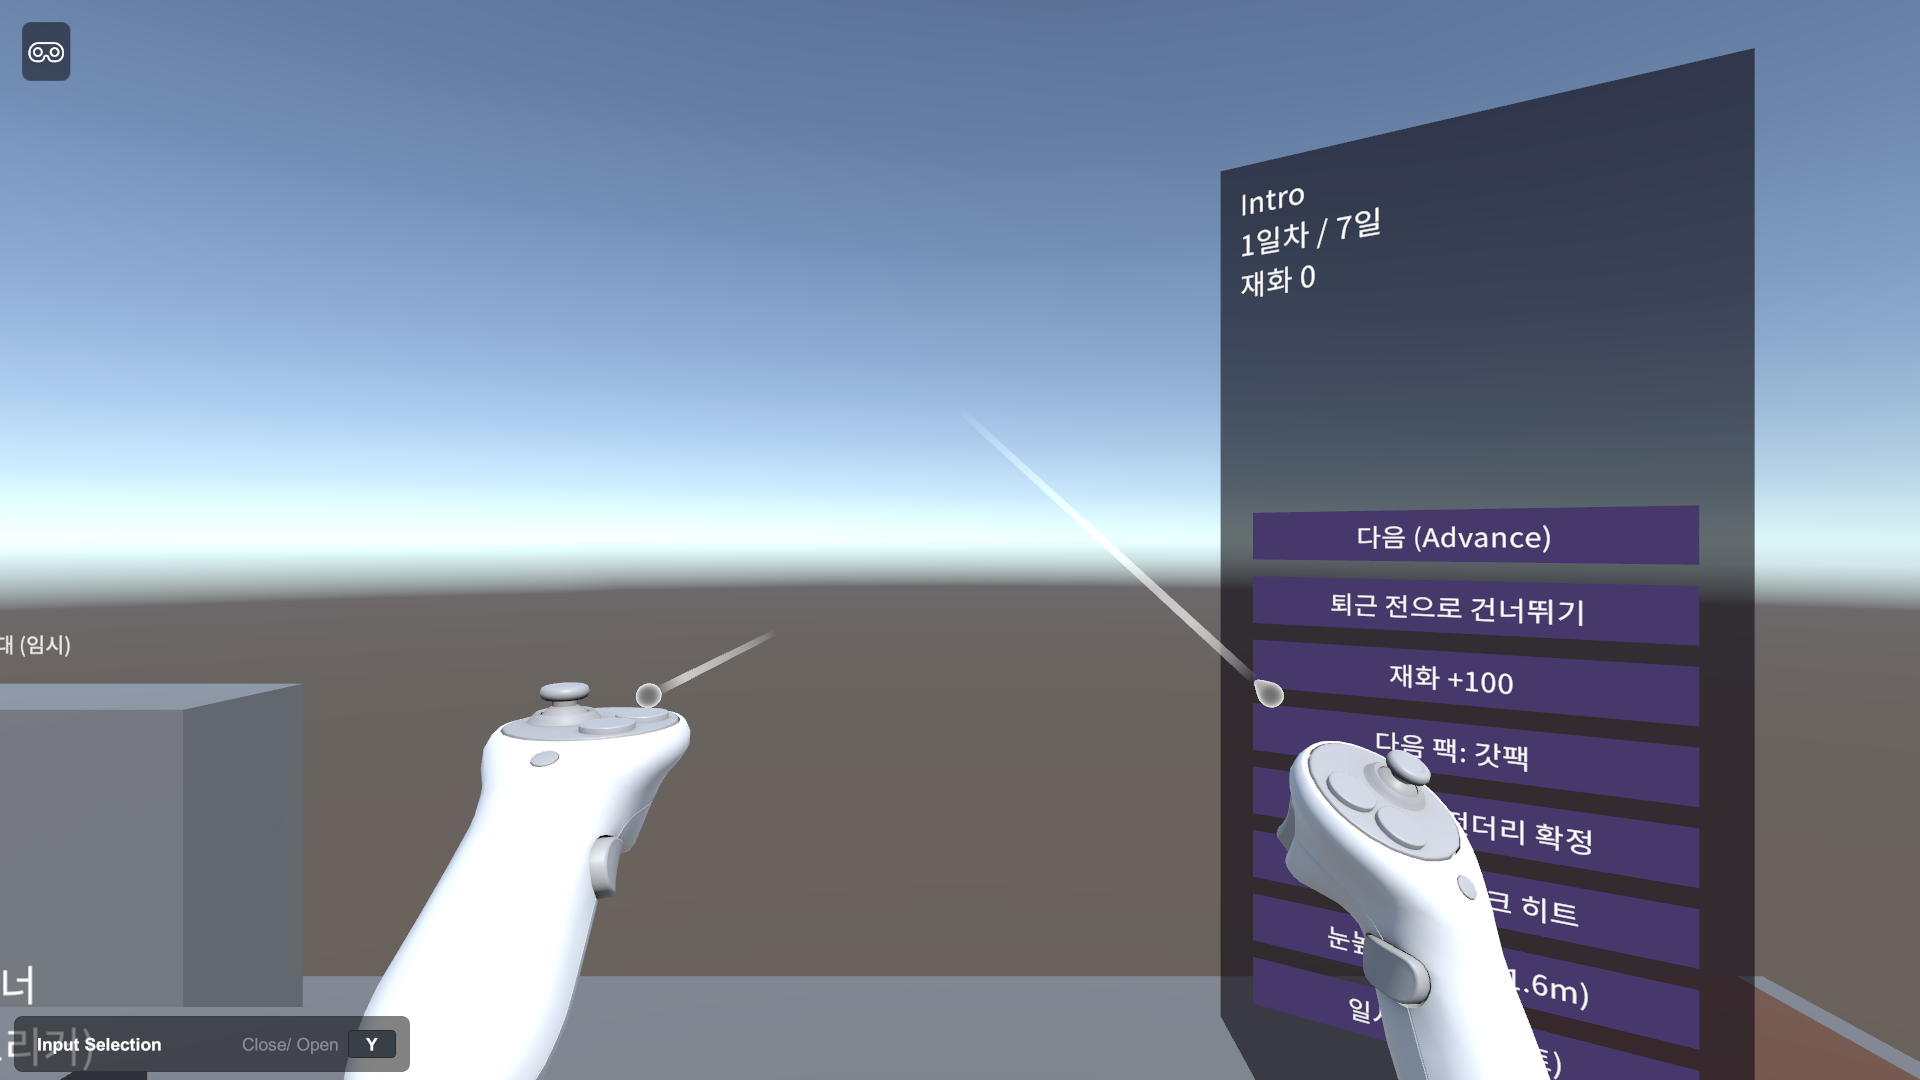 Intro
1일차 / 7일
재화 0
다음 (Advance)
퇴근 전으로 건너뛰기
재화 +100
다음 팩: 갓팩
더리 확정
히트
1.6m)
대 (임시)
너
Input Selection
Close/ Open
Y